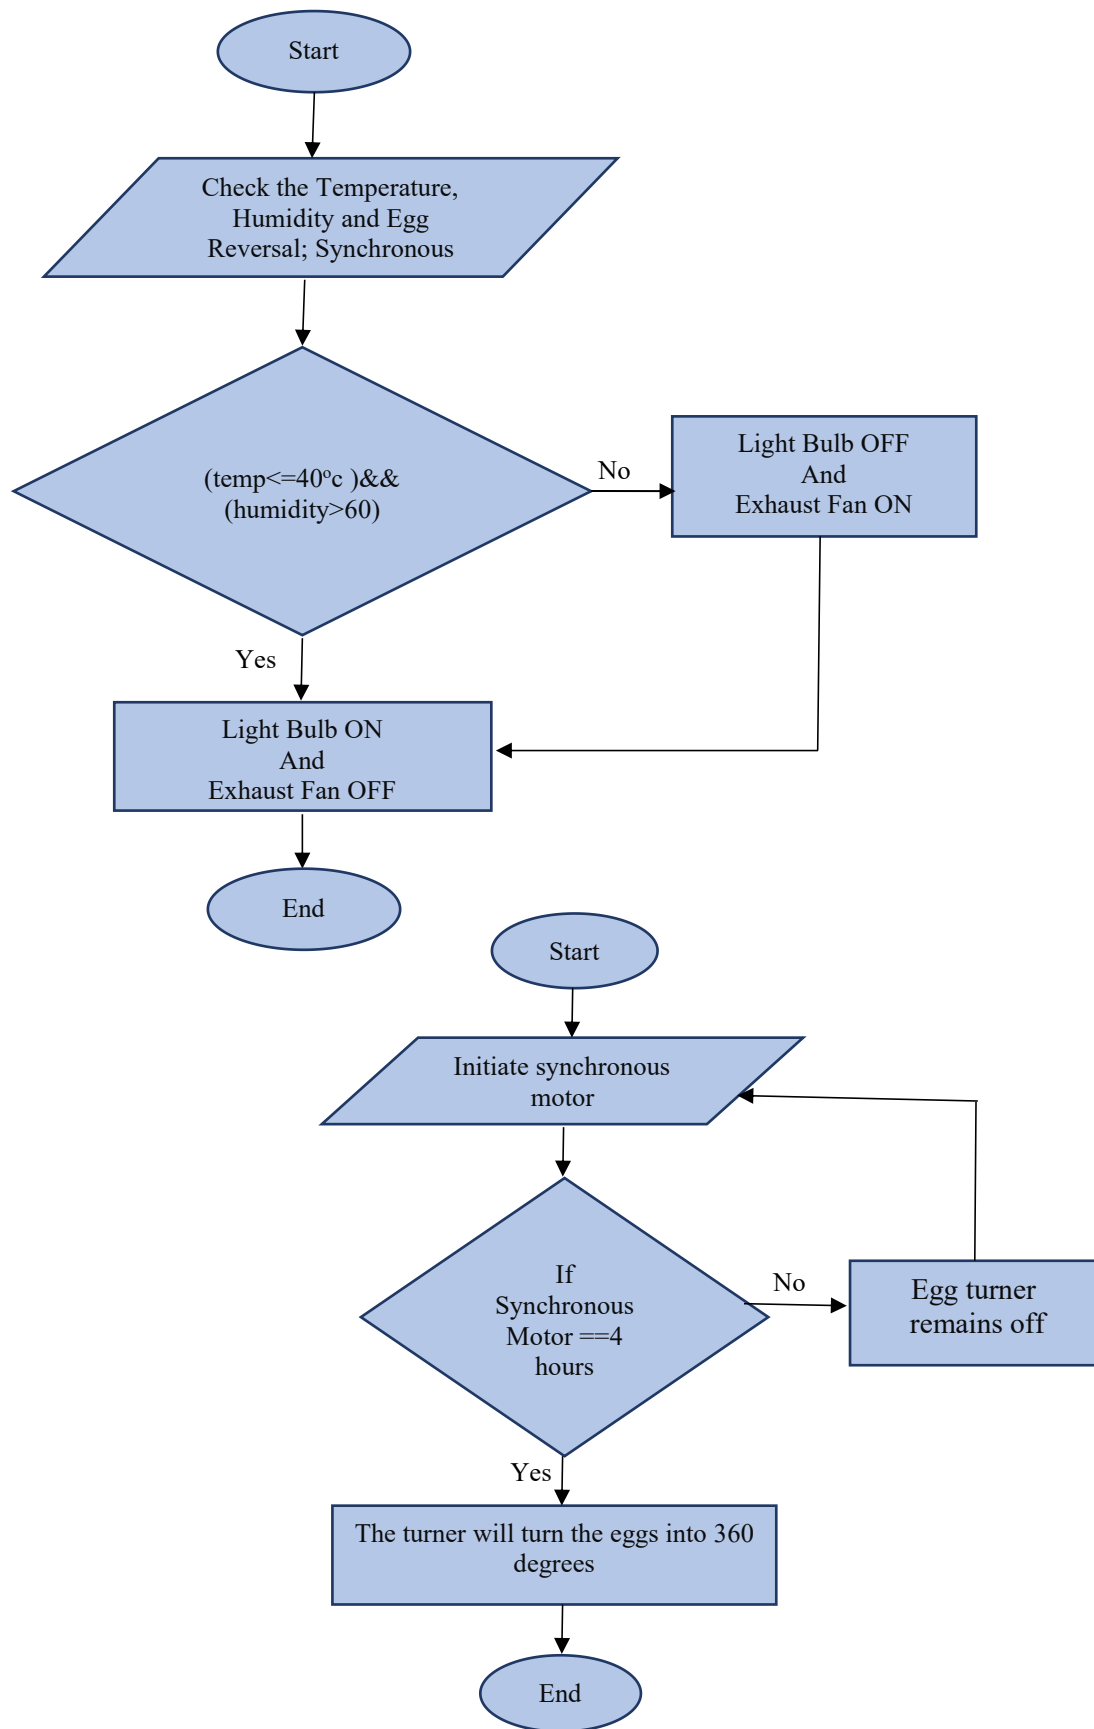 Start
Check the Temperature,
Humidity and Egg
Reversal; Synchronous
(temp<=40ºc )&&
(humidity>60)
No
Light Bulb OFF
And
Exhaust Fan ON
Yes
Light Bulb ON
And
Exhaust Fan OFF
End
Start
Initiate synchronous
motor
If
Synchronous
Motor ==4
hours
No
Egg turner
remains off
Yes
The turner will turn the eggs into 360
degrees
End